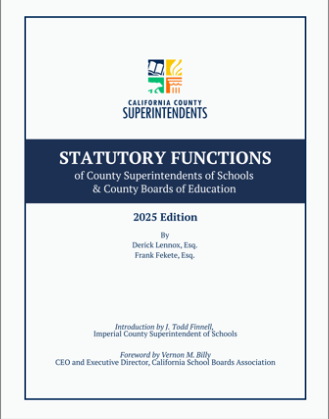 CALIFORNIA COUNTY
SUPERINTENDENTS
STATUTORY FUNCTIONS
of County Superintendents of Schools
& County Boards of Education
2025 Edition
By
Derick Lennox, Esq.
Frank Fekete, Esq.
Introduction by J. Todd Finnell,
Imperial County Superintendent of Schools
Foreword by Vernon M. Billy
CEO and Executive Director, California School Boards Association